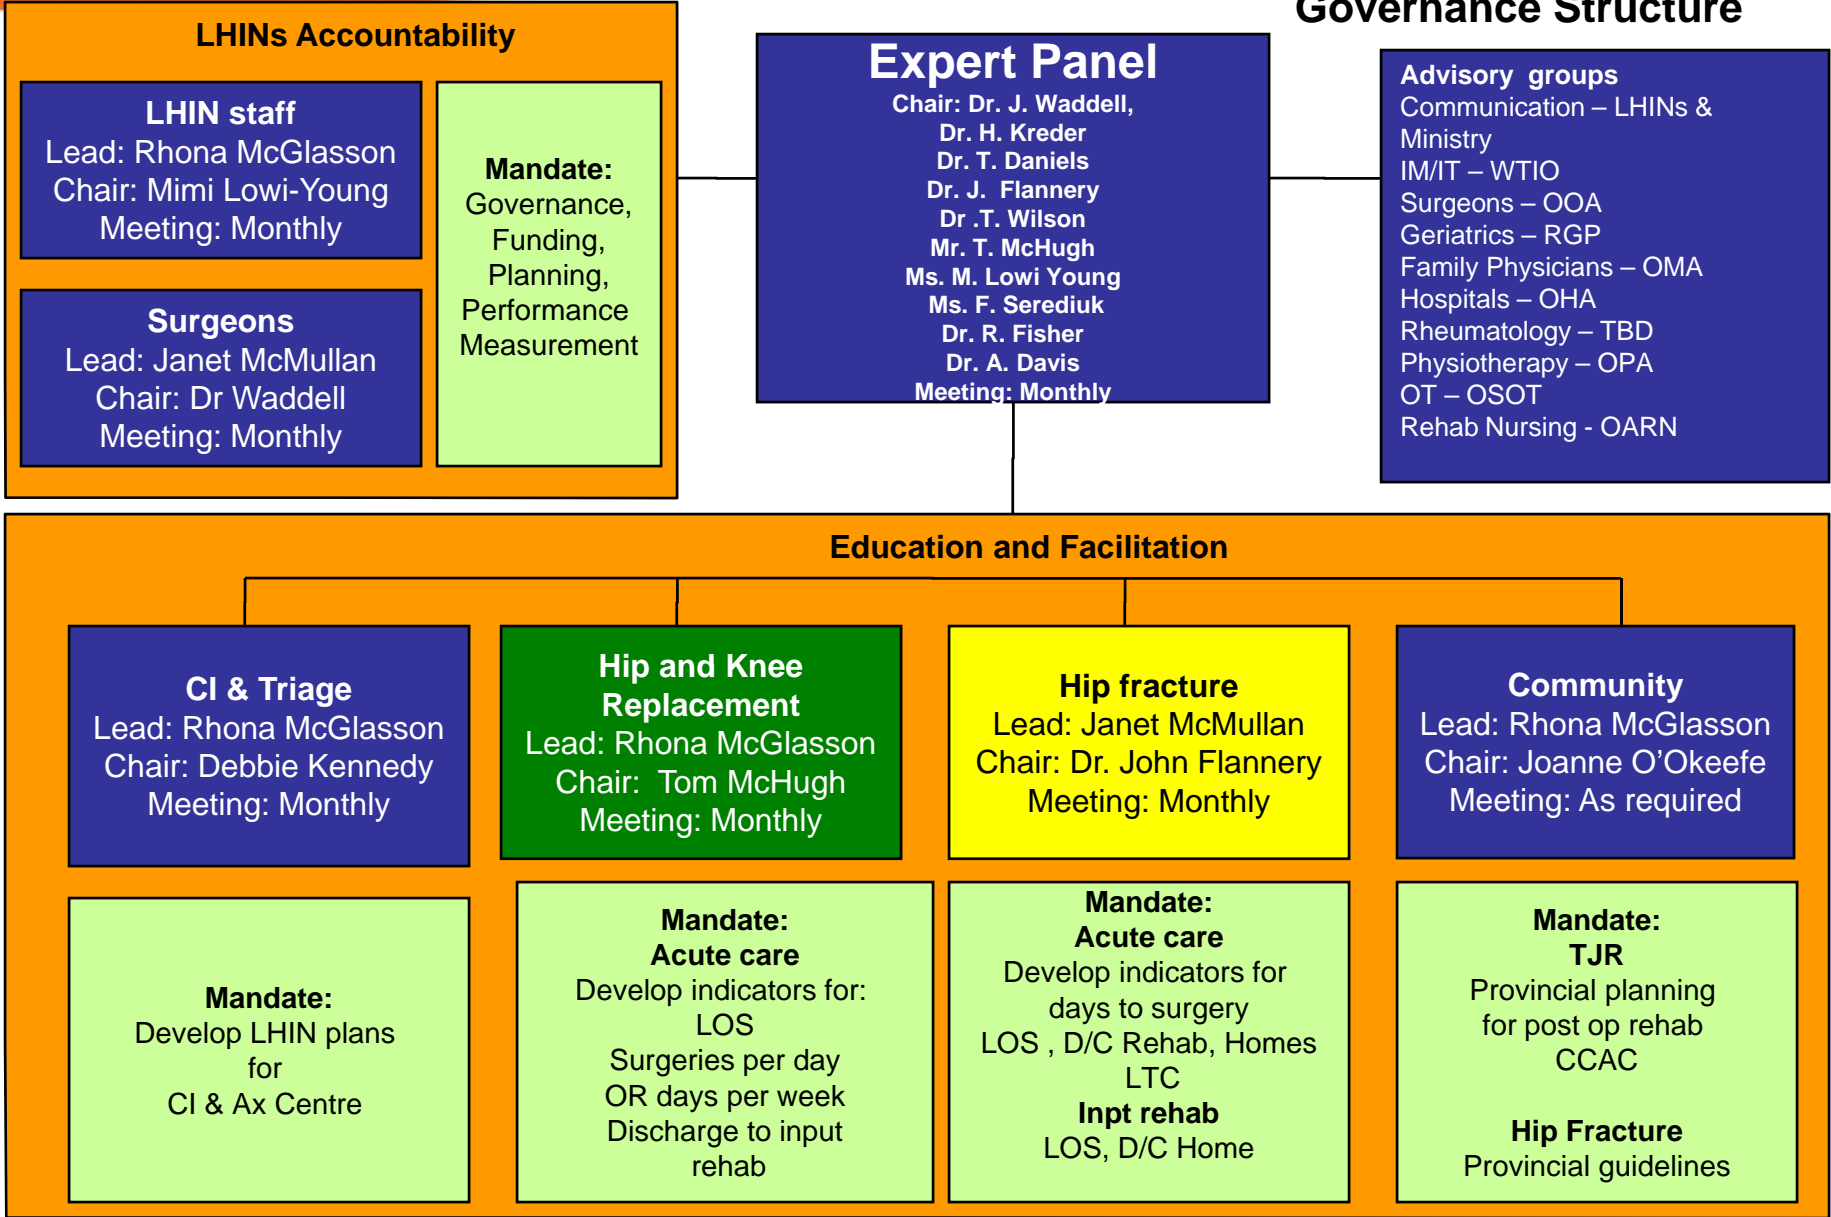 Governance Structure
LHINs Accountability
LHIN staff
Lead: Rhona McGlasson
Chair: Mimi Lowi-Young
Meeting: Monthly
Surgeons
Lead: Janet McMullan
Chair: Dr Waddell
Meeting: Monthly
Mandate:
Governance,
Funding,
Planning,
Performance
Measurement
Expert Panel
Chair: Dr. J. Waddell,
Dr. H. Kreder
Dr. T. Daniels
Dr. J.  Flannery
Dr .T. Wilson
Mr. T. McHugh
Ms. M. Lowi Young
Ms. F. Serediuk
Dr. R. Fisher
Dr. A. Davis
Meeting: Monthly
Advisory  groups
Communication – LHINs &
Ministry
IM/IT – WTIO
Surgeons – OOA
Geriatrics – RGP
Family Physicians – OMA
Hospitals – OHA
Rheumatology – TBD
Physiotherapy – OPA
OT – OSOT
Rehab Nursing - OARN
Education and Facilitation
CI & Triage
Lead: Rhona McGlasson
Chair: Debbie Kennedy
Meeting: Monthly
Hip and Knee
Replacement
Lead: Rhona McGlasson
Chair:  Tom McHugh
Meeting: Monthly
Hip fracture
Lead: Janet McMullan
Chair: Dr. John Flannery
Meeting: Monthly
Community
Lead: Rhona McGlasson
Chair: Joanne O'Okeefe
Meeting: As required
Mandate:
Develop LHIN plans
for
CI & Ax Centre
Mandate:
Acute care
Develop indicators for:
LOS
Surgeries per day
OR days per week
Discharge to input
rehab
Mandate:
Acute care
Develop indicators for
days to surgery
LOS , D/C Rehab, Homes
LTC
Inpt rehab
LOS, D/C Home
Mandate:
TJR
Provincial planning
for post op rehab
CCAC
Hip Fracture
Provincial guidelines